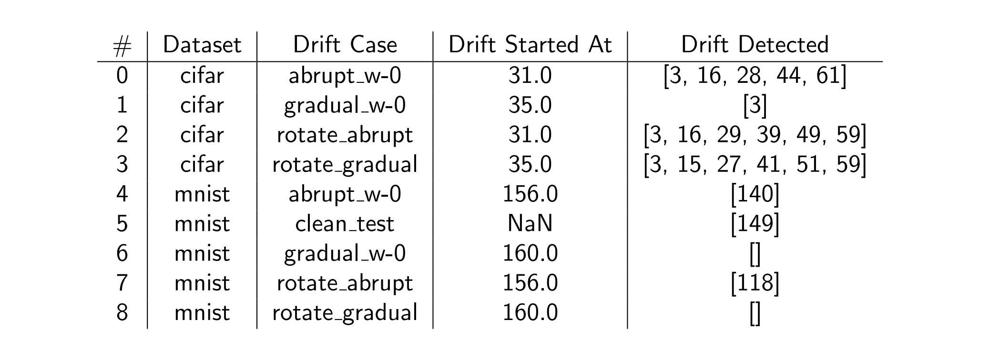 # Dataset Drift Case Drift Started At Drift Detected
0 cifar abrupt_w-0 31.0 [3, 16, 28, 44, 61]
1 cifar gradual_w-0 35.0 [3]
2 cifar rotate_abrupt 31.0 [3, 16, 29, 39, 49, 59]
3 cifar rotate_gradual 35.0 [3, 15, 27, 41, 51, 59]
4 mnist abrupt_w-0 156.0 [140]
5 mnist clean_test NaN [149]
6 mnist gradual_w-0 160.0 []
7 mnist rotate_abrupt 156.0 [118]
8 mnist rotate_gradual 160.0 []